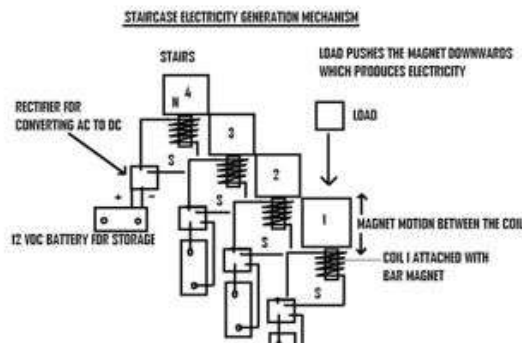 STAIRCASE ELECTRICITY GENERATION MECHANISM
LOAD PUSHES THE MAGNET DOWNWARDS
WHICH PRODUCES ELECTRICITY
STAIRS
4
N
RECTIFIER FOR
CONVERTING AC TO DC
LOAD
3
S
2
+
-
S
1
12 VDC BATTERY FOR STORAGE
MAGNET MOTION BETWEEN THE COIL
S
COIL 1 ATTACHED WITH
BAR MAGNET
S